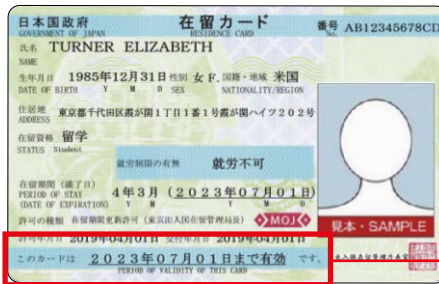 日本国政府 在留カード 番号 AB12345678CD
GOVERNMENT OF JAPAN RESIDENCE CARD No.
氏名 TURNER ELIZABETH
NAME
生年月日 1985年12月31日 性別 女 F. 国籍・地域 米国
DATE OF BIRTH Y M D SEX NATIONALITY/REGION
住居地 東京都千代田区霞が関1丁目1番1号霞が関ハイツ202号
ADDRESS
在留資格 留学
STATUS Student
就労制限の有無 就労不可
在留期間(満了日) 4年3月(2023年07月01日)
PERIOD OF STAY
(DATE OF EXPIRATION) Y M Y M D
許可の種類 在留期間更新許可(東京出入国在留管理局長) MOJ
見本・SAMPLE
許可年月日 2019年04月01日 交付年月日 2019年04月01日
このカードは 2023年07月01日まで有効 です。
PERIOD OF VALIDITY OF THIS CARD